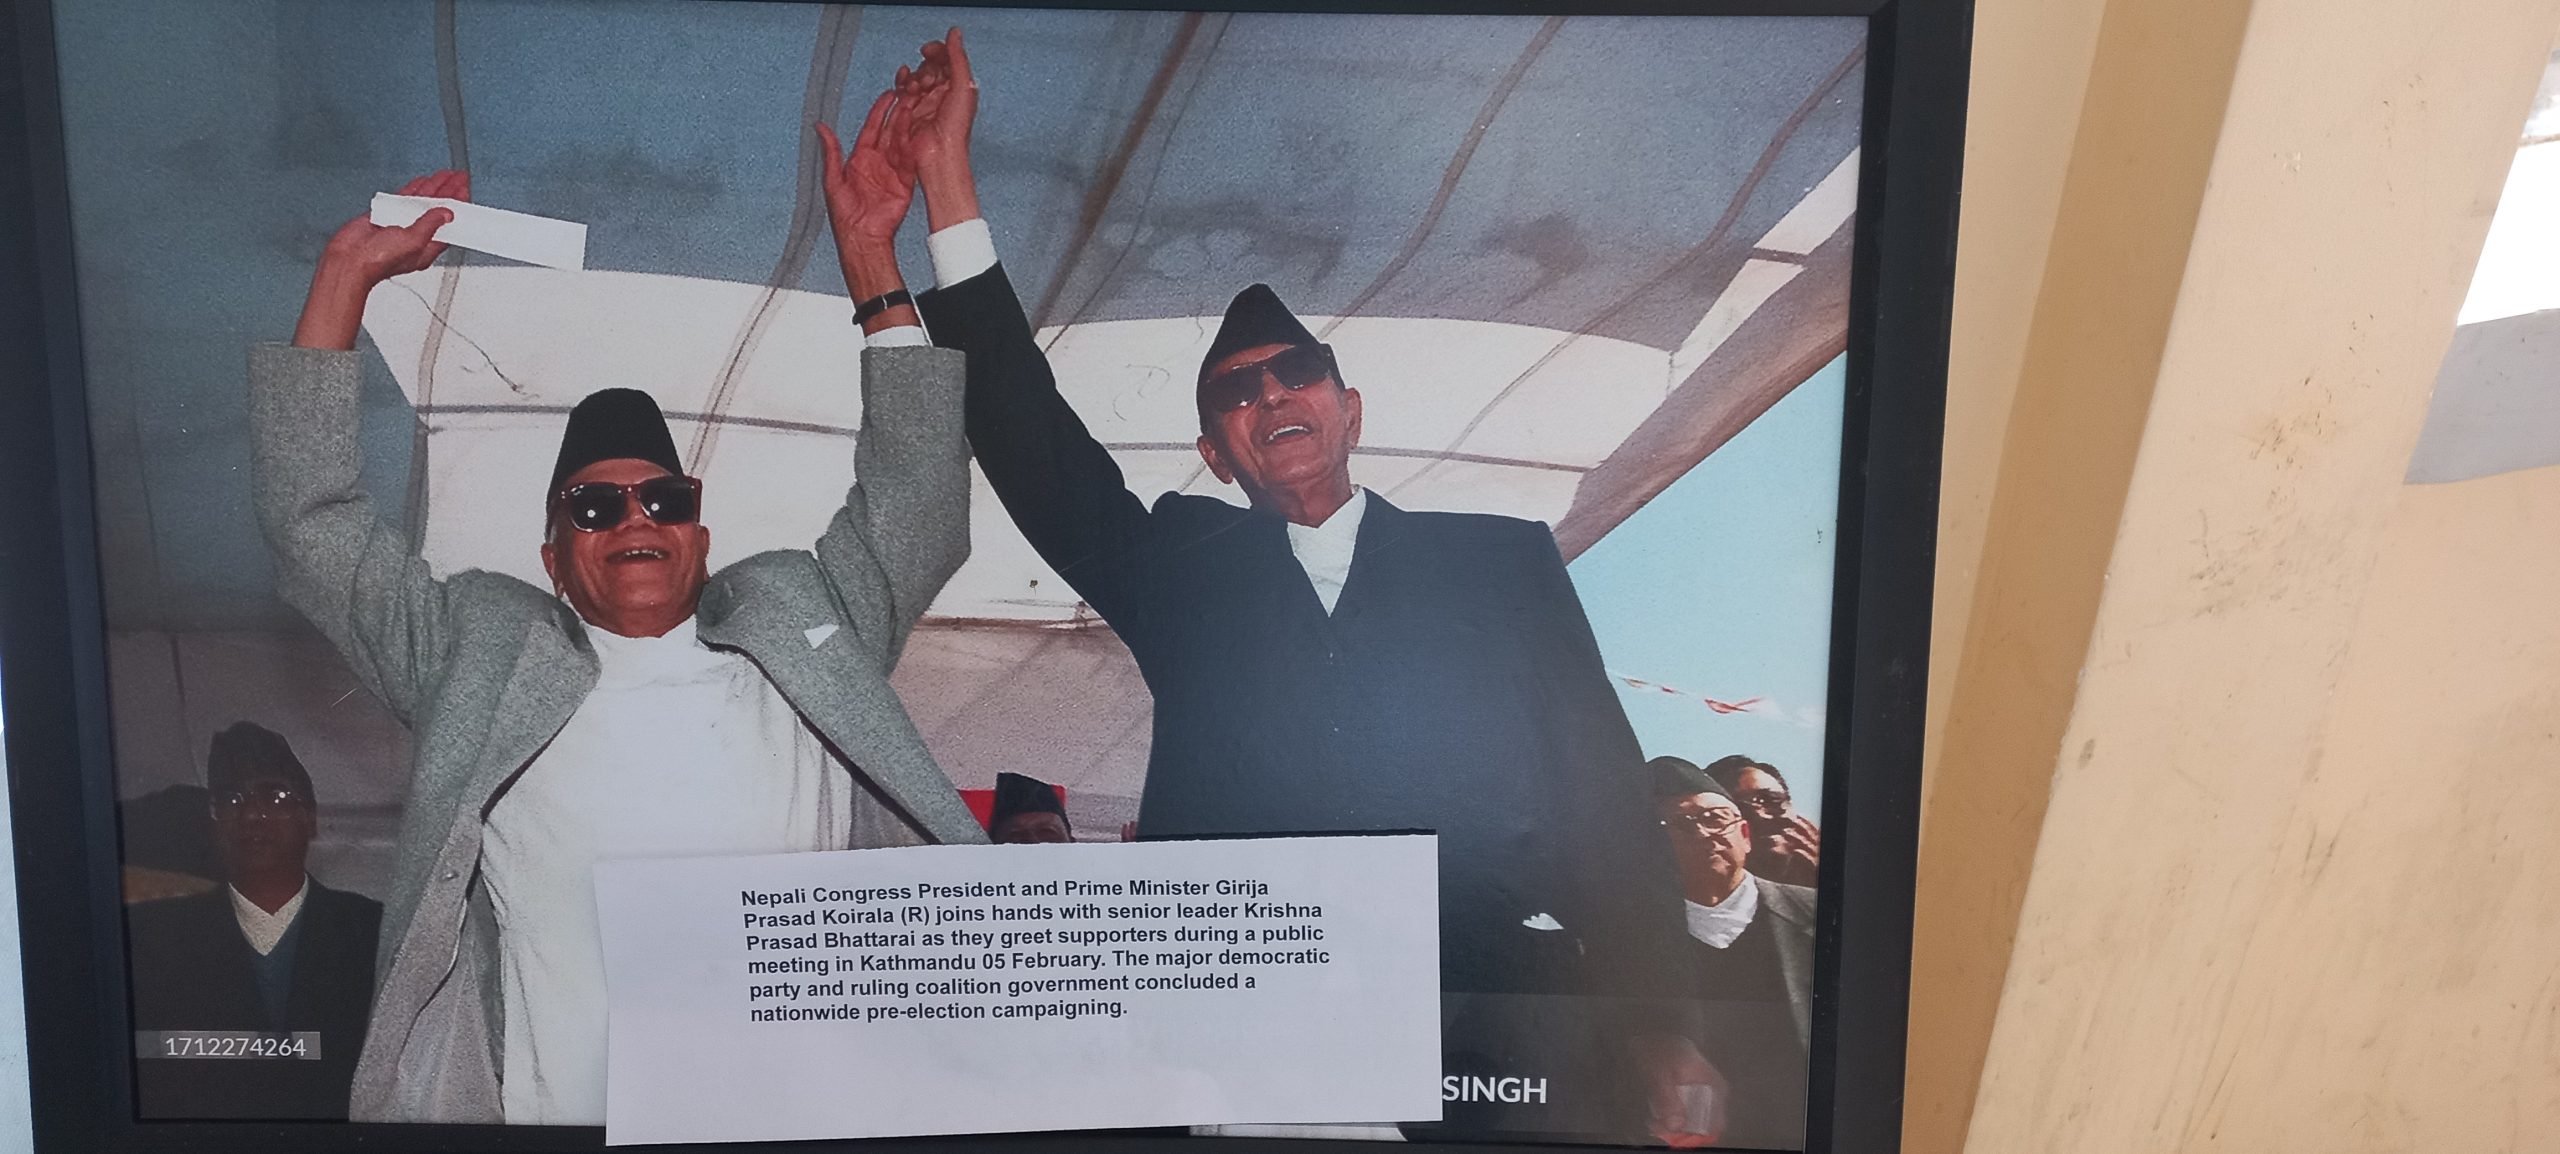 Nepali Congress President and Prime Minister Girija
Prasad Koirala (R) joins hands with senior leader Krishna
Prasad Bhattarai as they greet supporters during a public
meeting in Kathmandu 05 February. The major democratic
party and ruling coalition government concluded a
nationwide pre-election campaigning.
1712274264
SINGH